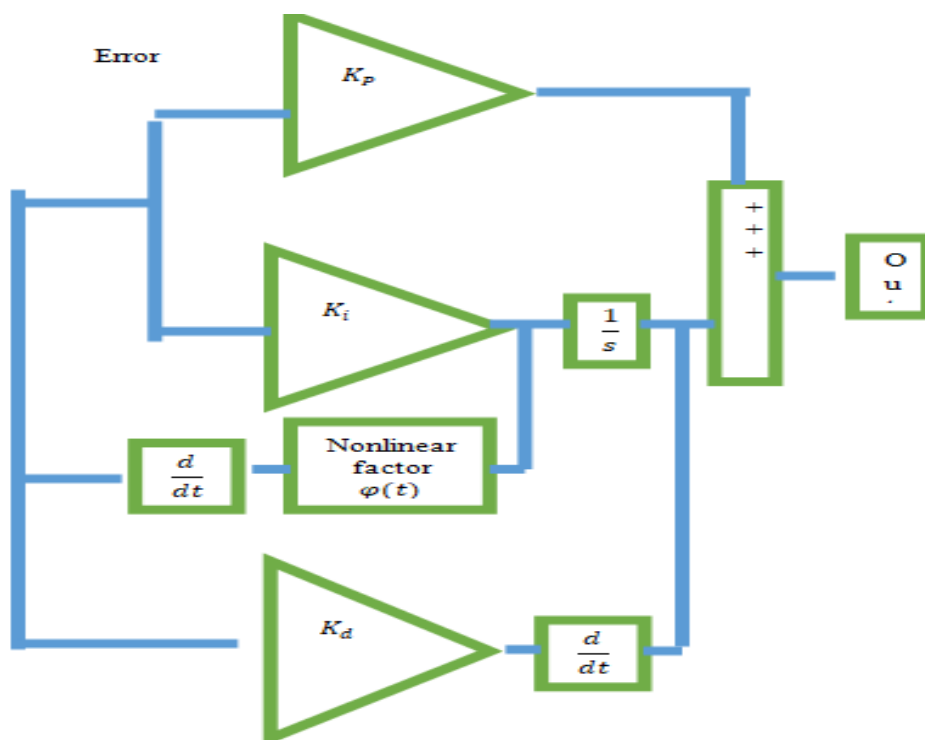 Error
K_P
+
+
+
O
u
K_i
1
s
Nonlinear
factor
φ(t)
d
dt
K_d
d
dt